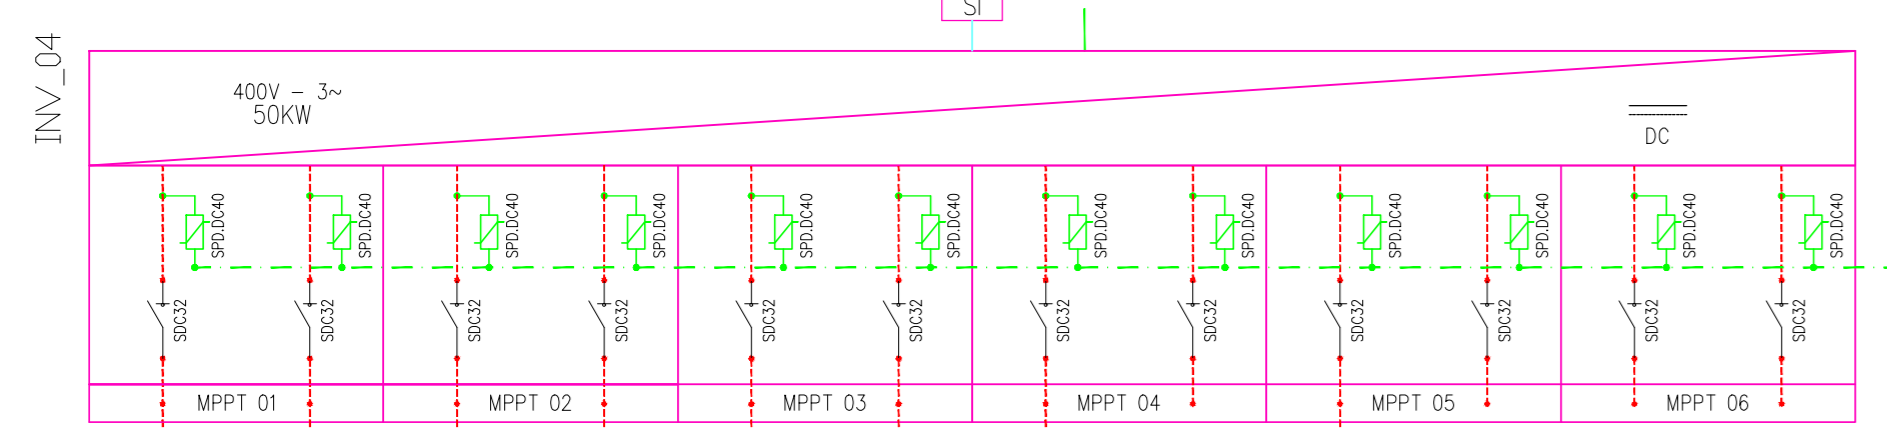 SI
INV_04
400V - 3~
50KW
DC
SPD.DC40
SPD.DC40
SPD.DC40
SPD.DC40
SPD.DC40
SPD.DC40
SPD.DC40
SPD.DC40
SPD.DC40
SPD.DC40
SPD.DC40
SPD.DC40
SDC32
SDC32
SDC32
SDC32
SDC32
SDC32
SDC32
SDC32
SDC32
SDC32
SDC32
SDC32
MPPT 01
MPPT 02
MPPT 03
MPPT 04
MPPT 05
MPPT 06